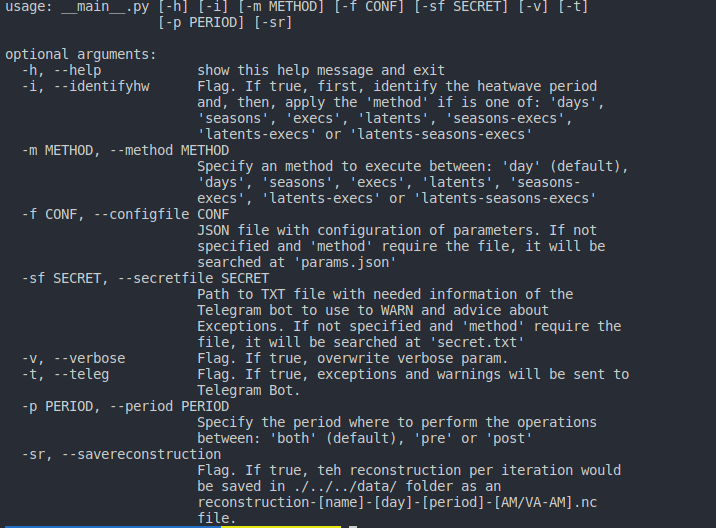 usage: __main__.py [-h] [-i] [-m METHOD] [-f CONF] [-sf SECRET] [-v] [-t]
[-p PERIOD] [-sr]
optional arguments:
-h, --help show this help message and exit
-i, --identifyhw Flag. If true, first, identify the heatwave period
and, then, apply the 'method' if is one of: 'days',
'seasons', 'execs', 'latents', 'seasons-execs',
'latents-execs' or 'latents-seasons-execs'
-m METHOD, --method METHOD
Specify an method to execute between: 'day' (default),
'days', 'seasons', 'execs', 'latents', 'seasons-
execs', 'latents-execs' or 'latents-seasons-execs'
-f CONF, --configfile CONF
JSON file with configuration of parameters. If not
specified and 'method' require the file, it will be
searched at 'params.json'
-sf SECRET, --secretfile SECRET
Path to TXT file with needed information of the
Telegram bot to use to WARN and advice about
Exceptions. If not specified and 'method' require the
file, it will be searched at 'secret.txt'
-v, --verbose Flag. If true, overwrite verbose param.
-t, --teleg Flag. If true, exceptions and warnings will be sent to
Telegram Bot.
-p PERIOD, --period PERIOD
Specify the period where to perform the operations
between: 'both' (default), 'pre' or 'post'
-sr, --savereconstruction
Flag. If true, teh reconstruction per iteration would
be saved in ./../../data/ folder as an
reconstruction-[name]-[day]-[period]-[AM/VA-AM].nc
file.